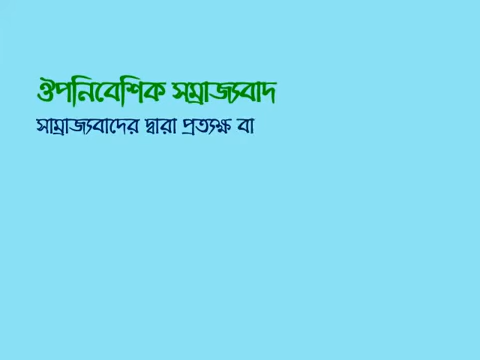 ঔপনিবেশিক সম্রাজ্যবাদ
সাম্রাজ্যবাদের দ্বারা প্রত্যক্ষ বা